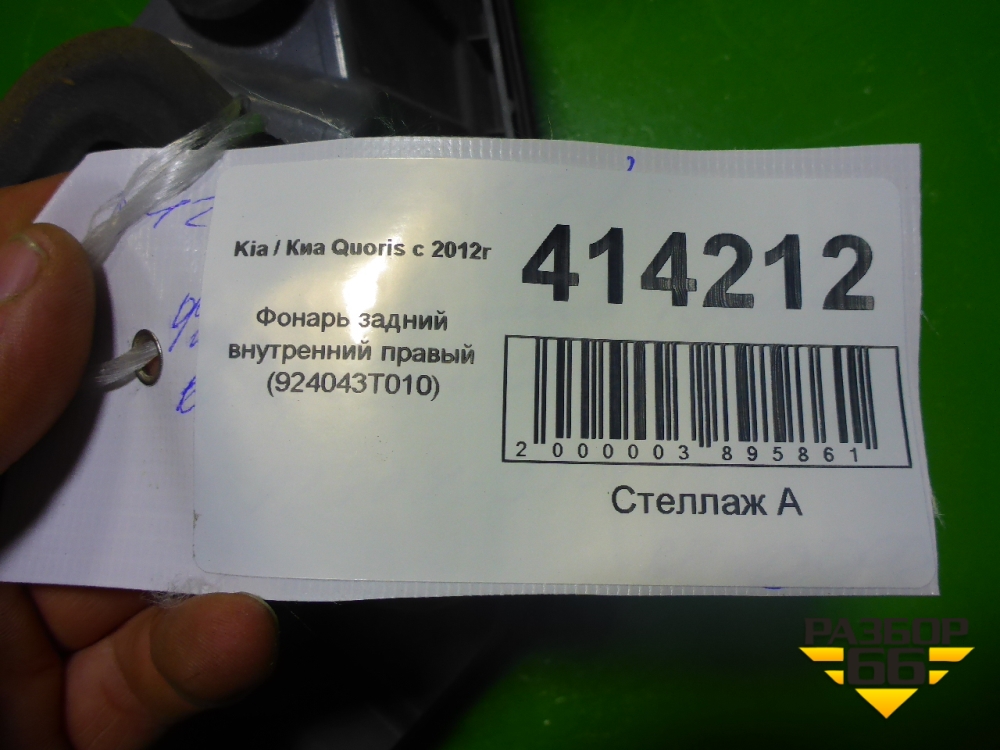 Kia / Киа Quoris с 2012г
Фонарь задний
внутренний правый
(924043T010)
414212
2 000003 895861
Стеллаж А
РАЗБОР
66